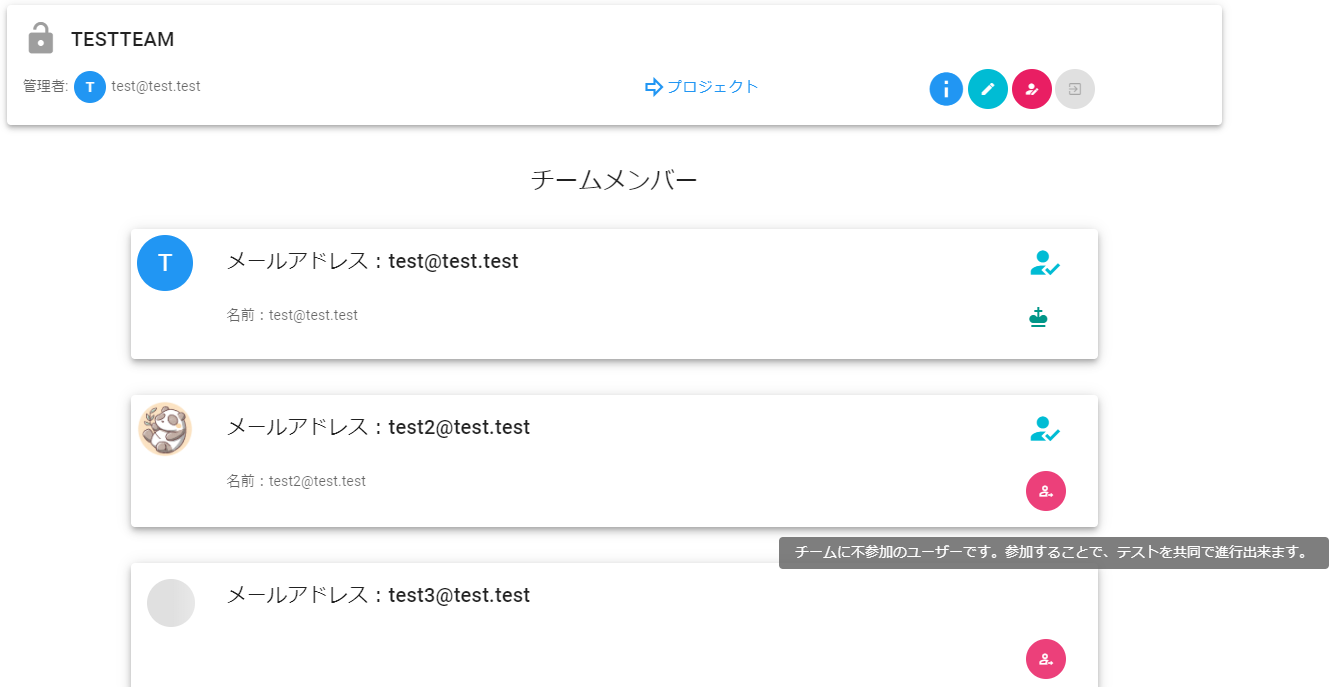 TESTTEAM
管理者: T test@test.test
プロジェクト
チームメンバー
T
メールアドレス：test@test.test
名前：test@test.test
メールアドレス：test2@test.test
名前：test2@test.test
チームに不参加のユーザーです。参加することで、テストを共同で進行出来ます。
メールアドレス：test3@test.test